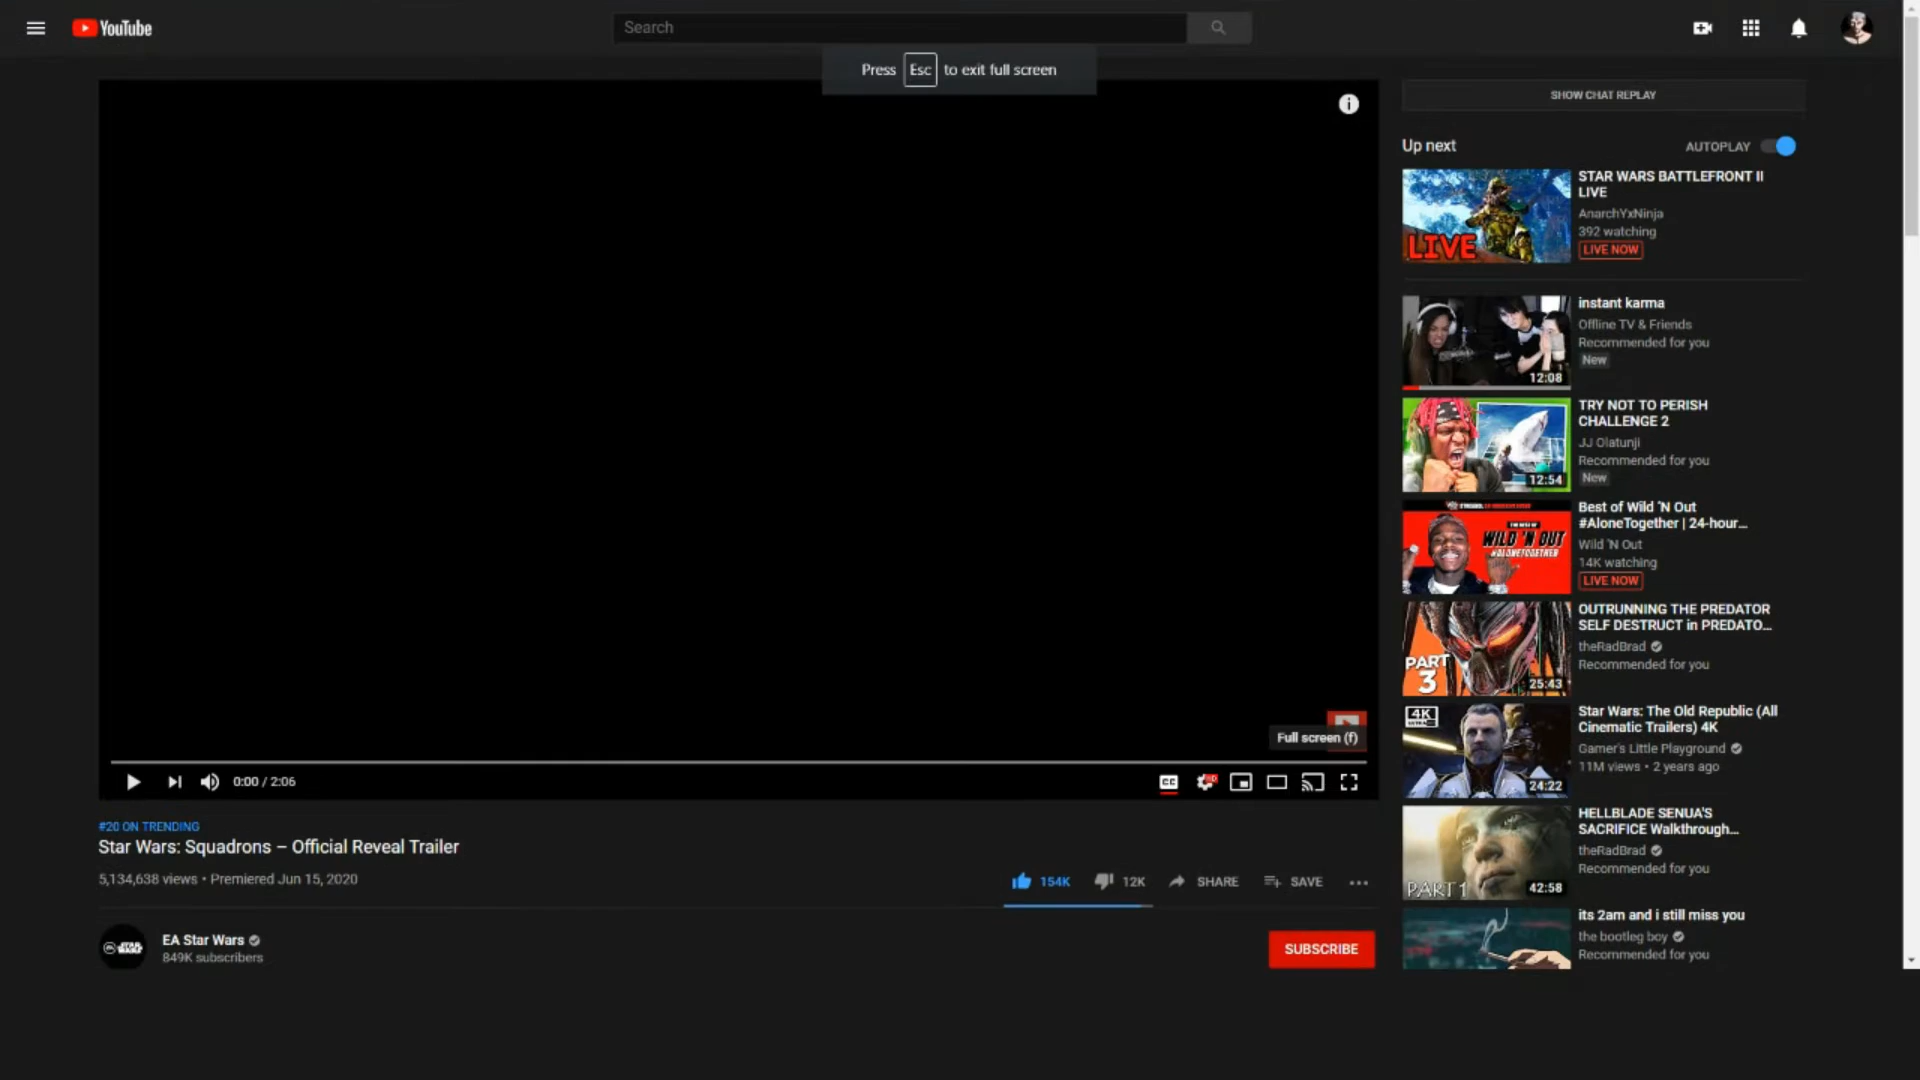 YouTube
Search
Press Esc to exit full screen
SHOW CHAT REPLAY
Up next
AUTOPLAY
LIVE
STAR WARS BATTLEFRONT II
LIVE
AnarchYxNinja
392 watching
LIVE NOW
12:08
instant karma
Offline TV & Friends
Recommended for you
New
12:54
TRY NOT TO PERISH
CHALLENGE 2
JJ Olatunji
Recommended for you
New
THE BEST OF
WILD 'N OUT
#ALONETOGETHER
Best of Wild 'N Out
#AloneTogether | 24-hour...
Wild 'N Out
14K watching
LIVE NOW
PART
3
25:43
OUTRUNNING THE PREDATOR
SELF DESTRUCT in PREDATO...
theRadBrad
Recommended for you
4K
24:22
Star Wars: The Old Republic (All
Cinematic Trailers) 4K
Gamer's Little Playground
11M views • 2 years ago
PART 1
42:58
HELLBLADE SENUA'S
SACRIFICE Walkthrough...
theRadBrad
Recommended for you
its 2am and i still miss you
the bootleg boy
Recommended for you
Full screen (f)
0:00 / 2:06
CC
HD
#20 ON TRENDING
Star Wars: Squadrons – Official Reveal Trailer
5,134,638 views • Premiered Jun 15, 2020
154K
12K
SHARE
SAVE
STAR WARS
EA Star Wars
849K subscribers
SUBSCRIBE